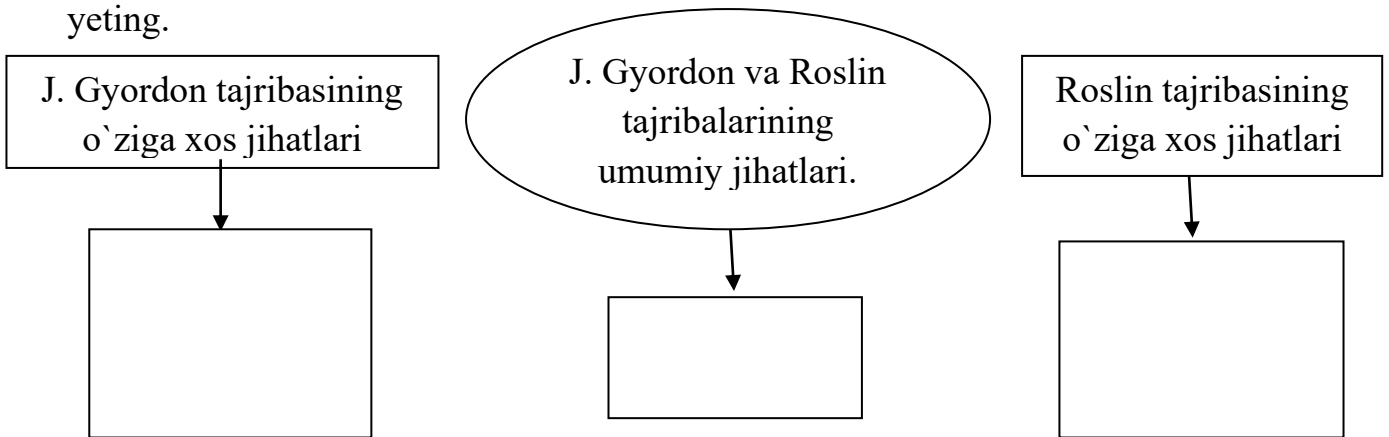 yeting.
J. Gyordon tajribasining
o`ziga xos jihatlari
J. Gyordon va Roslin
tajribalarining
umumiy jihatlari.
Roslin tajribasining
o`ziga xos jihatlari